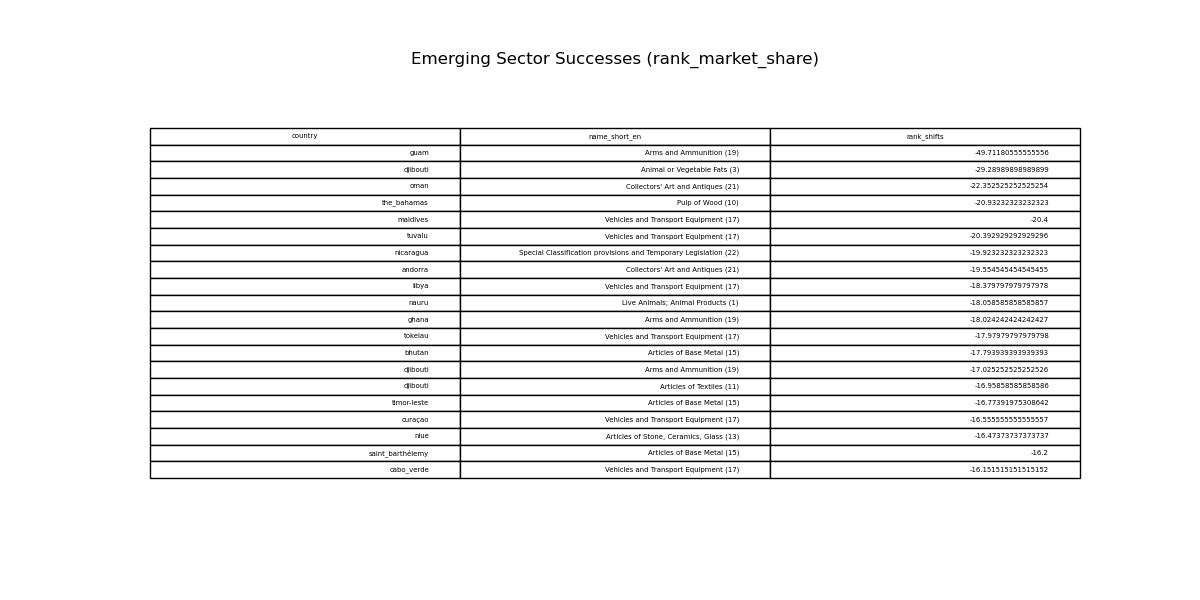 Emerging Sector Successes (rank_market_share)
country name_short_en rank_shifts
guam Arms and Ammunition (19) -49.71180555555556
djibouti Animal or Vegetable Fats (3) -29.28989898989899
oman Collectors' Art and Antiques (21) -22.352525252525254
the_bahamas Pulp of Wood (10) -20.93232323232323
maldives Vehicles and Transport Equipment (17) -20.4
tuvalu Vehicles and Transport Equipment (17) -20.392929292929296
nicaragua Special Classification provisions and Temporary Legislation (22) -19.923232323232323
andorra Collectors' Art and Antiques (21) -19.554545454545455
libya Vehicles and Transport Equipment (17) -18.379797979797978
nauru Live Animals; Animal Products (1) -18.058585858585857
ghana Arms and Ammunition (19) -18.024242424242427
tokelau Vehicles and Transport Equipment (17) -17.97979797979798
bhutan Articles of Base Metal (15) -17.793939393939393
djibouti Arms and Ammunition (19) -17.025252525252526
djibouti Articles of Textiles (11) -16.95858585858586
timor-leste Articles of Base Metal (15) -16.77391975308642
curaçao Vehicles and Transport Equipment (17) -16.555555555555557
niue Articles of Stone, Ceramics, Glass (13) -16.47373737373737
saint_barthélemy Articles of Base Metal (15) -16.2
cabo_verde Vehicles and Transport Equipment (17) -16.151515151515152